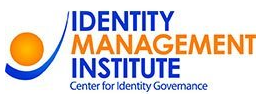 IDENTITY
MANAGEMENT
INSTITUTE
Center for Identity Governance